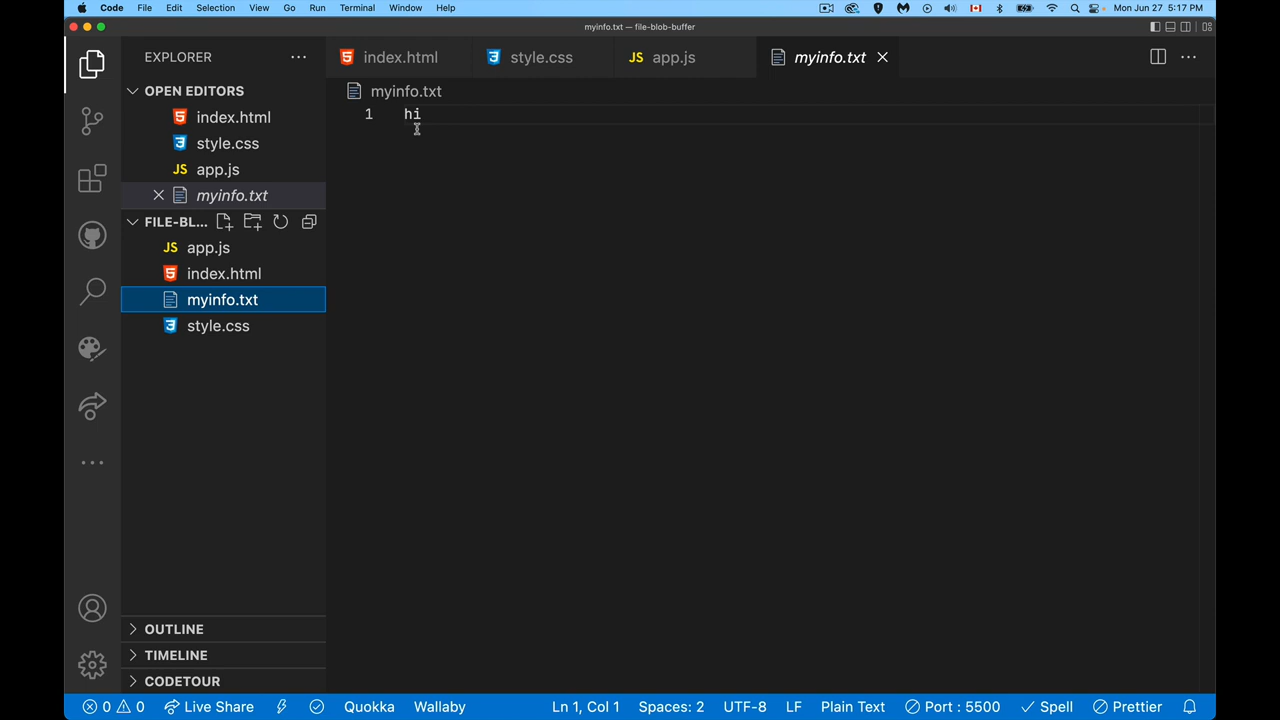 Code File Edit Selection View Go Run Terminal Window Help Mon Jun 27 5:17 PM
myinfo.txt — file-blob-buffer
EXPLORER
index.html style.css JS app.js myinfo.txt
OPEN EDITORS
myinfo.txt
index.html
1 hi
style.css
JS app.js
myinfo.txt
FILE-BL...
JS app.js
index.html
myinfo.txt
style.css
OUTLINE
TIMELINE
CODETOUR
0 0 Live Share Quokka Wallaby Ln 1, Col 1 Spaces: 2 UTF-8 LF Plain Text Port : 5500 Spell Prettier